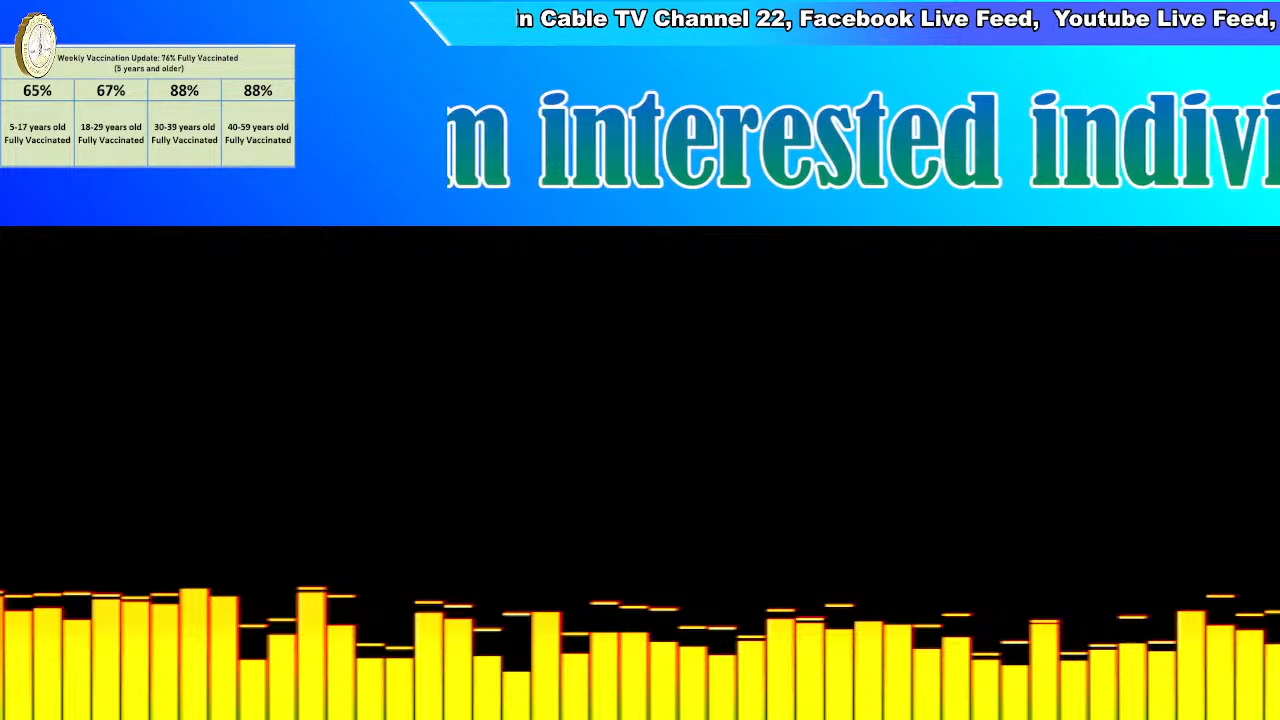 n Cable TV Channel 22, Facebook Live Feed, Youtube Live Feed,
Weekly Vaccination Update: 76% Fully Vaccinated
(5 years and older)
65% 67% 88% 88%
5-17 years old 18-29 years old 30-39 years old 40-59 years old
Fully Vaccinated Fully Vaccinated Fully Vaccinated Fully Vaccinated
m interested indivi